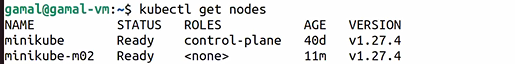 gamal@gamal-vm:~$ kubectl get nodes
NAME           STATUS   ROLES           AGE   VERSION
minikube       Ready    control-plane   40d   v1.27.4
minikube-m02   Ready    <none>          11m   v1.27.4